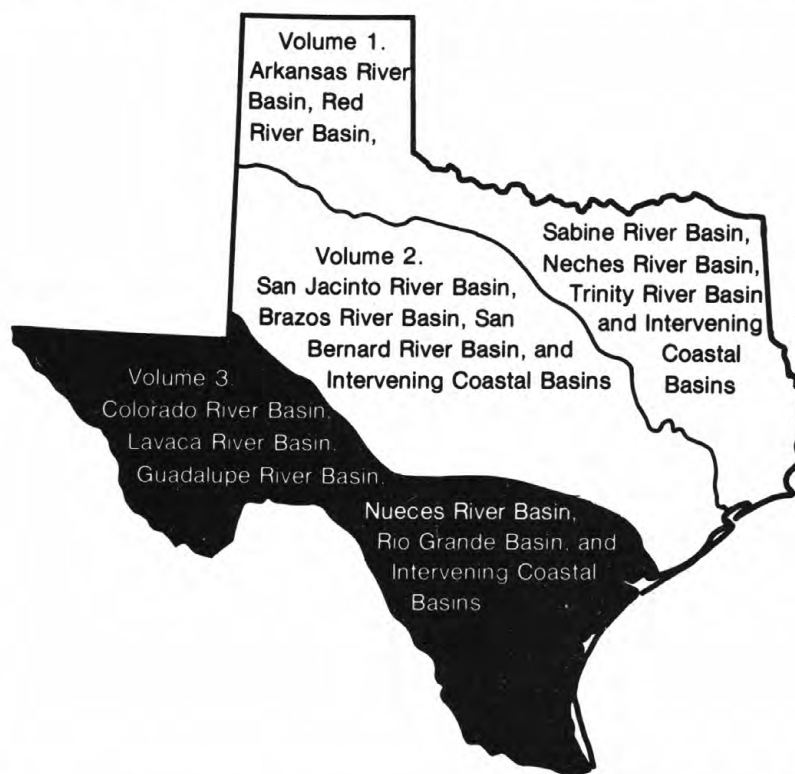 Volume 1.
Arkansas River
Basin, Red
River Basin,
Sabine River Basin,
Neches River Basin,
Trinity River Basin
and Intervening
Coastal
Basins
Volume 2.
San Jacinto River Basin,
Brazos River Basin, San
Bernard River Basin, and
Intervening Coastal Basins
Volume 3.
Colorado River Basin,
Lavaca River Basin,
Guadalupe River Basin,
Nueces River Basin,
Rio Grande Basin, and
Intervening Coastal
Basins